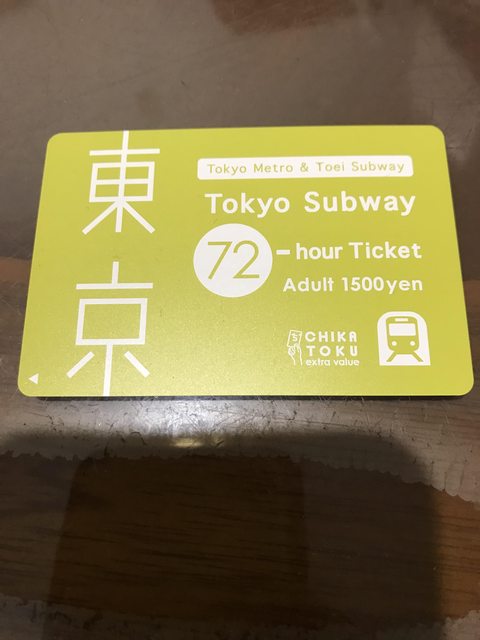 東京
Tokyo Metro & Toei Subway
Tokyo Subway
72-hour Ticket
Adult 1500yen
CHIKA
TOKU
extra value